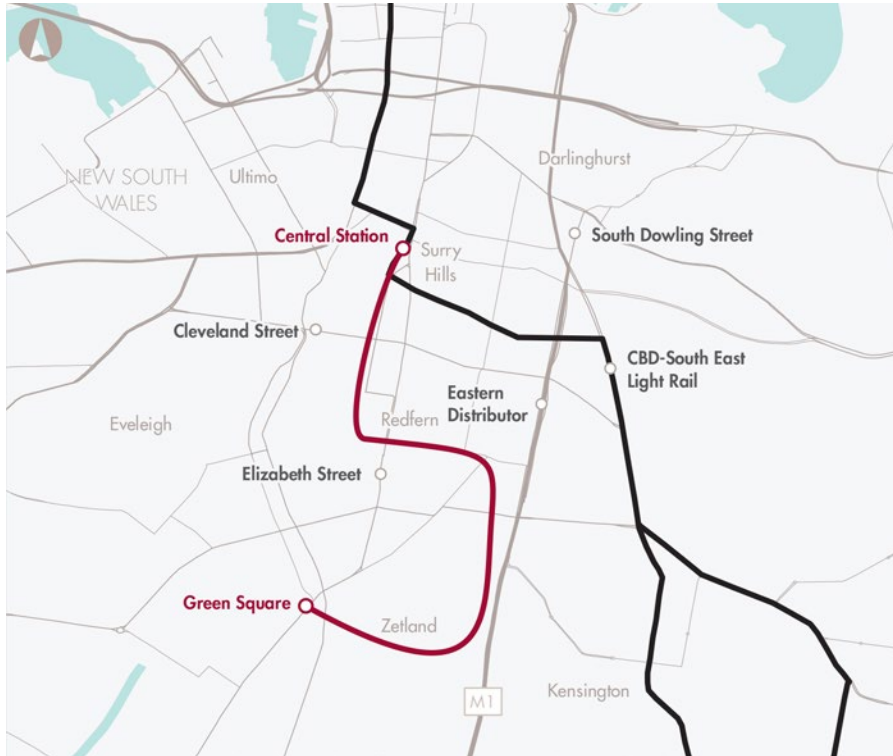 Darlinghurst
NEW SOUTH
WALES
Ultimo
Central Station
South Dowling Street
Surry
Hills
Cleveland Street
CBD-South East
Light Rail
Eastern
Distributor
Redfern
Eveleigh
Elizabeth Street
Green Square
Zetland
Kensington
M1